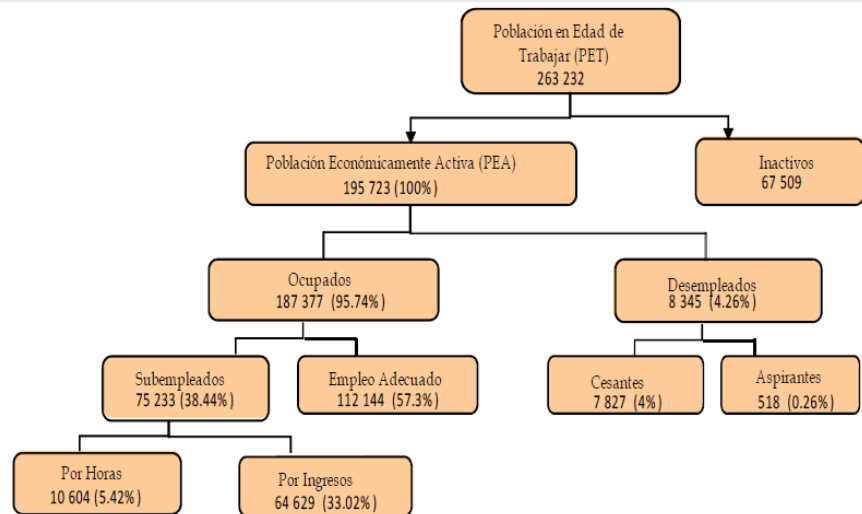 Población en Edad de
Trabajar (PET)
263 232
Población Económicamente Activa (PEA)
195 723 (100%)
Inactivos
67 509
Ocupados
187 377 (95.74%)
Desempleados
8 345 (4.26%)
Subempleados
75 233 (38.44%)
Empleo Adecuado
112 144 (57.3%)
Cesantes
7 827 (4%)
Aspirantes
518 (0.26%)
Por Horas
10 604 (5.42%)
Por Ingresos
64 629 (33.02%)